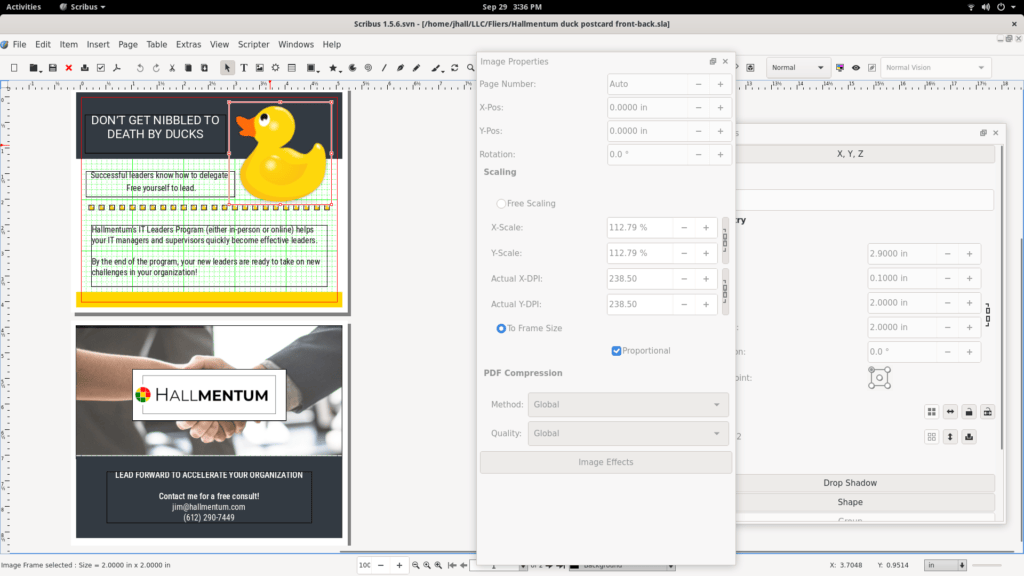 Activities
Scribus
Sep 29  3:36 PM
Scribus 1.5.6.svn - [/home/jhall/LLC/Fliers/Hallmentum duck postcard front-back.sla]
File Edit Item Insert Page Table Extras View Scripter Windows Help
Normal
Normal Vision
DON'T GET NIBBLED TO
DEATH BY DUCKS
Successful leaders know how to delegate
Free yourself to lead.
Hallmentum's IT Leaders Program (either in-person or online) helps
your IT managers and supervisors quickly become effective leaders.
By the end of the program, your new leaders are ready to take on new
challenges in your organization!
HALLMENTUM
LEAD FORWARD TO ACCELERATE YOUR ORGANIZATION
Contact me for a free consult!
jim@hallmentum.com
(612) 290-7449
Image Properties
Page Number: Auto
X-Pos: 0.0000 in
Y-Pos: 0.0000 in
Rotation: 0.0 °
Scaling
Free Scaling
X-Scale: 112.79 %
Y-Scale: 112.79 %
Actual X-DPI: 238.50
Actual Y-DPI: 238.50
To Frame Size
Proportional
PDF Compression
Method: Global
Quality: Global
Image Effects
X, Y, Z
2.9000 in
0.1000 in
2.0000 in
2.0000 in
0.0 °
Drop Shadow
Shape
Image Frame selected : Size = 2.0000 in x 2.0000 in
X: 3.7048
Y: 0.9514
in